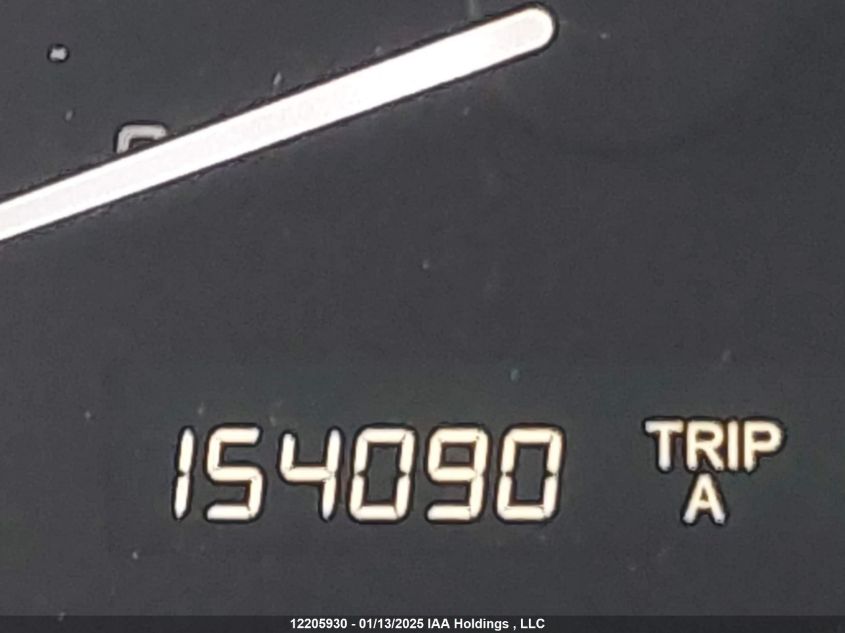 154090 TRIP
A
12205930 - 01/13/2025 IAA Holdings , LLC